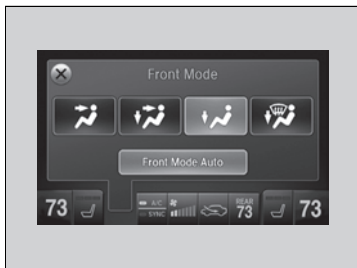 Front Mode
Front Mode Auto
73
A/C
SYNC
REAR
73
73